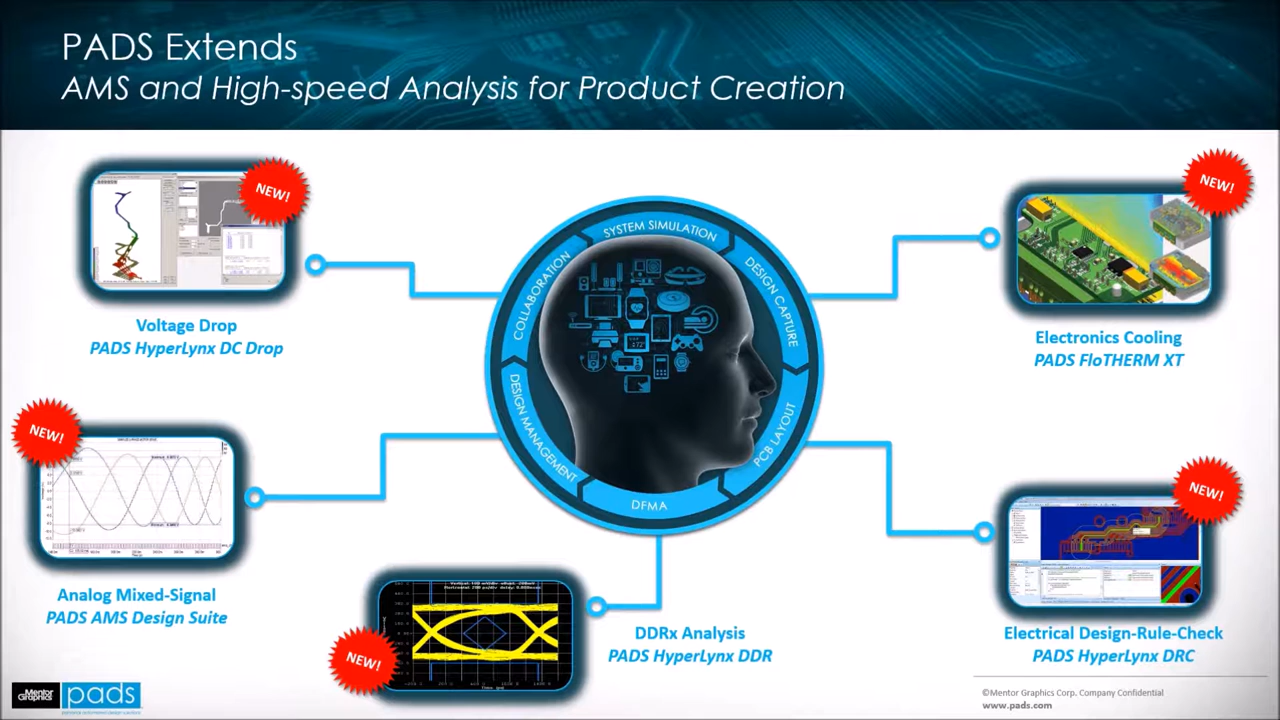 PADS Extends
AMS and High-speed Analysis for Product Creation
NEW!
Voltage Drop
PADS HyperLynx DC Drop
NEW!
Electronics Cooling
PADS FloTHERM XT
COLLABORATION
SYSTEM SIMULATION
DESIGN CAPTURE
PCB LAYOUT
DFMA
DESIGN MANAGEMENT
72°
NEW!
Analog Mixed-Signal
PADS AMS Design Suite
NEW!
DDRx Analysis
PADS HyperLynx DDR
NEW!
Electrical Design-Rule-Check
PADS HyperLynx DRC
Mentor
Graphics
pads
©Mentor Graphics Corp. Company Confidential
www.pads.com